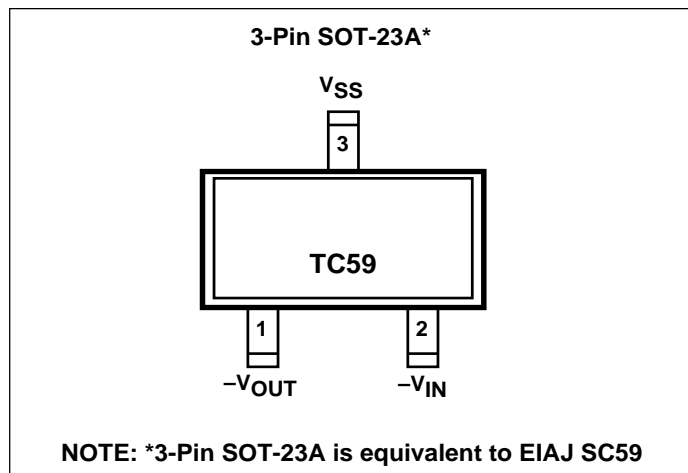 3-Pin SOT-23A*
VSS
3
TC59
1 2
–VOUT –VIN
NOTE: *3-Pin SOT-23A is equivalent to EIAJ SC59